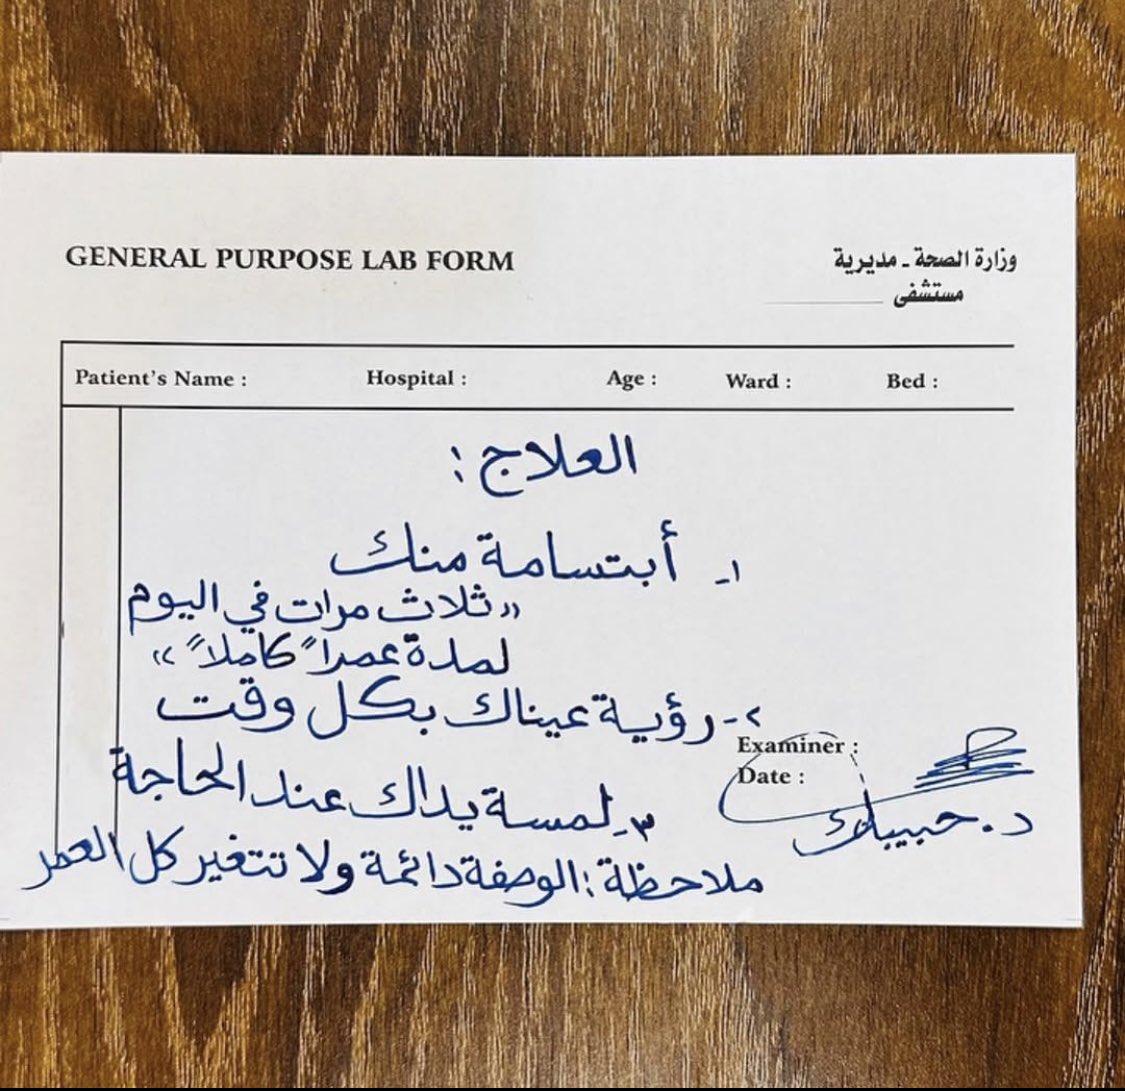 GENERAL PURPOSE LAB FORM
وزارة الصحة - مديرية
مستشفى
Patient's Name : Hospital : Age : Ward : Bed :
العلاج :
١- أبتسامة منك
« ثلاث مرات في اليوم
لمدة عمراً كاملاً »
٢- رؤية عيناك بكل وقت
Examiner :
Date :
٣- لمسة يداك عند الحاجة
د. حبيبك
ملاحظة : الوصفة دائمة ولا تتغير كل العمر